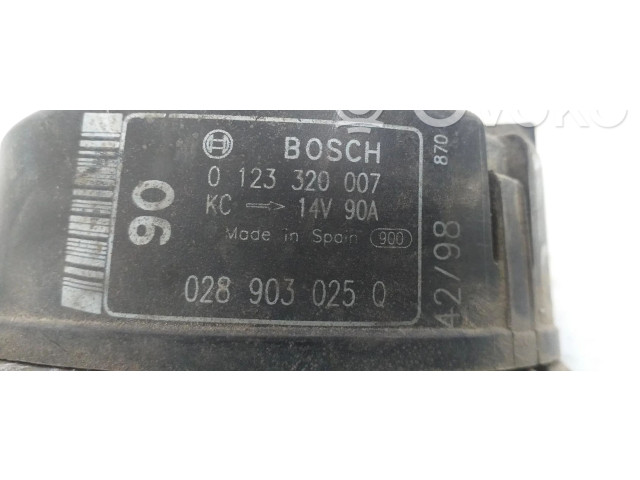 BOSCH
0 123 320 007
KC → 14V 90A
Made in Spain 900
028 903 025 Q
90
42/98
870
OVOKO